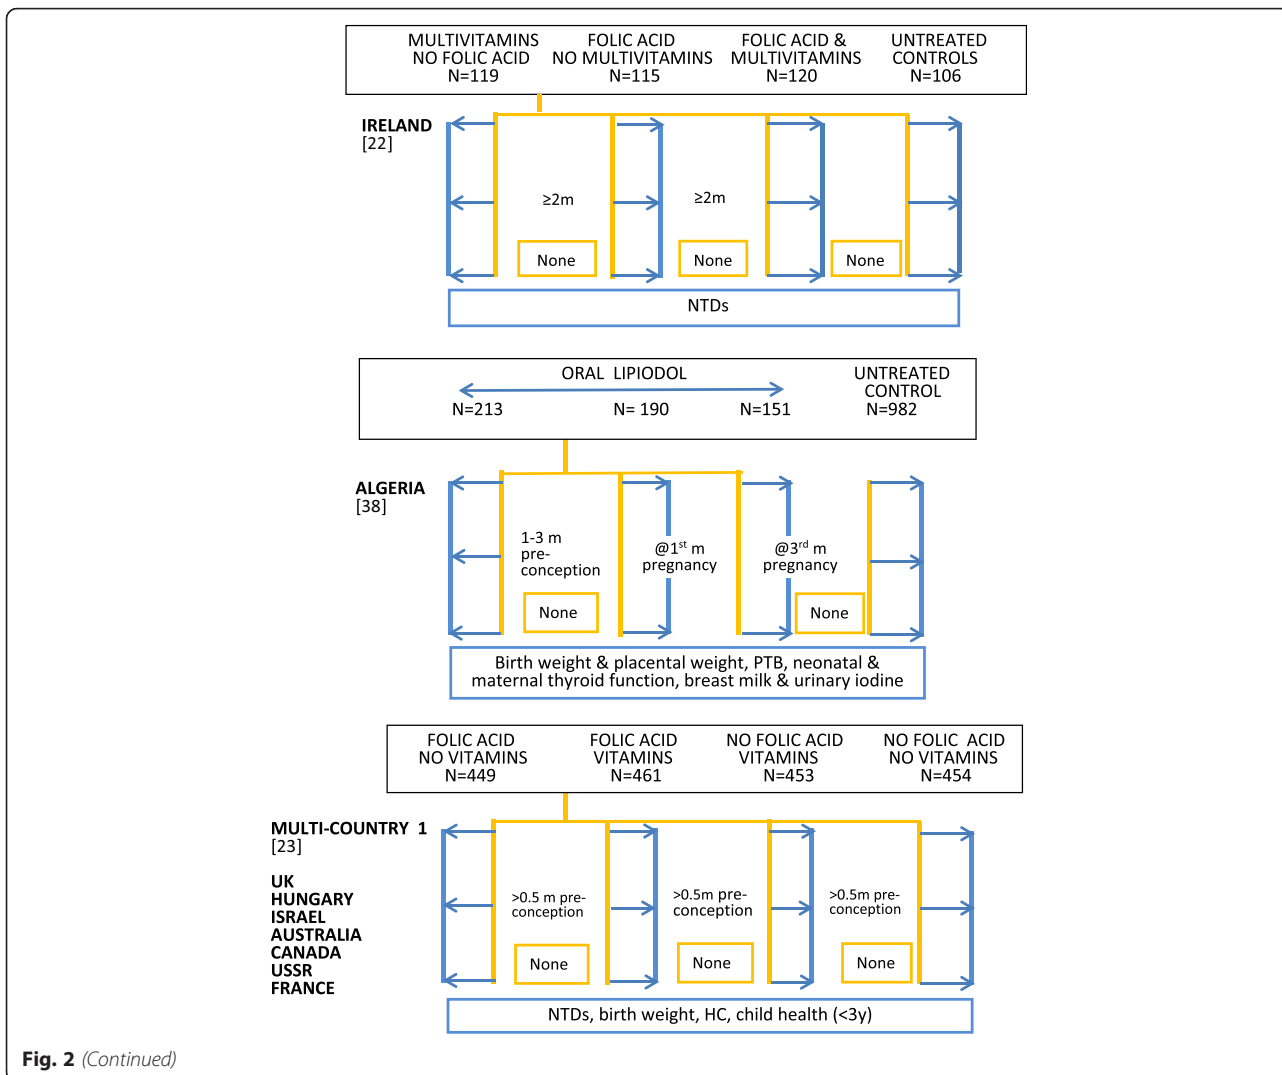 MULTIVITAMINS FOLIC ACID FOLIC ACID & UNTREATED
NO FOLIC ACID NO MULTIVITAMINS MULTIVITAMINS CONTROLS
N=119 N=115 N=120 N=106
IRELAND
[22]
≥2m ≥2m
None None None
NTDs
ORAL LIPIODOL UNTREATED
CONTROL
N=213 N= 190 N=151 N=982
ALGERIA
[38]
1-3 m
pre-
conception
@1st m
pregnancy
@3rd m
pregnancy
None None
Birth weight & placental weight, PTB, neonatal &
maternal thyroid function, breast milk & urinary iodine
FOLIC ACID FOLIC ACID NO FOLIC ACID NO FOLIC ACID
NO VITAMINS VITAMINS VITAMINS NO VITAMINS
N=449 N=461 N=453 N=454
MULTI-COUNTRY 1
[23]
UK
HUNGARY
ISRAEL
AUSTRALIA
CANADA
USSR
FRANCE
>0.5 m pre-
conception
>0.5m pre-
conception
>0.5m pre-
conception
None None None
NTDs, birth weight, HC, child health (<3y)
Fig. 2 (Continued)